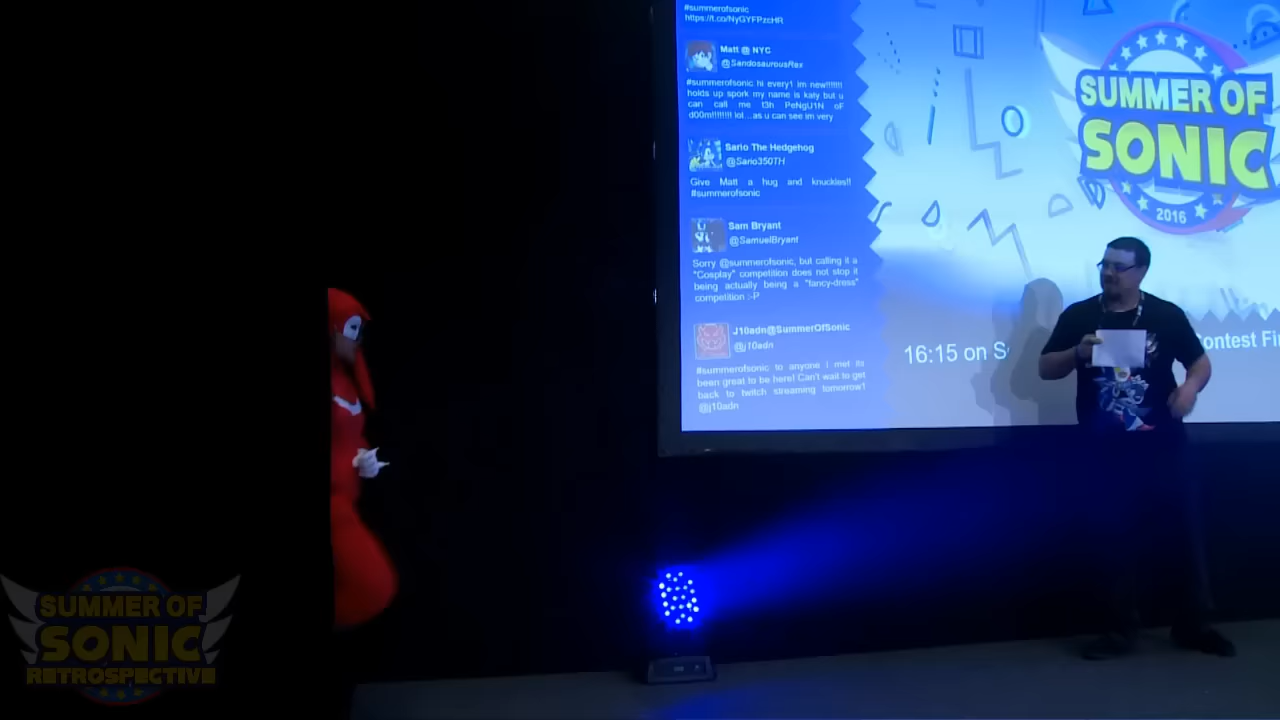 #summerofsonic
https://t.co/NyGYFPzcHR
Matt @ NYC
@SandosaurousRex
#summerofsonic hi every1 im new!!!!!!!
holds up spork my name is katy but u
can call me t3h PeNgU1N oF
d00m!!!!!!!! lol...as u can see im very
Sario The Hedgehog
@Sario350TH
Give Matt a hug and knuckles!!
#summerofsonic
Sam Bryant
@SamuelBryant
Sorry @summerofsonic, but calling it a
"Cosplay" competition does not stop it
being actually being a "fancy-dress"
competition :-P
J10adn@SummerOfSonic
@j10adn
#summerofsonic to anyone i met its
been great to be here! Can't wait to get
back to twitch streaming tomorrow1
@j10adn
SUMMER OF
SONIC
2016
16:15 on S
ontest Fi
SUMMER OF
SONIC
RETROSPECTIVE